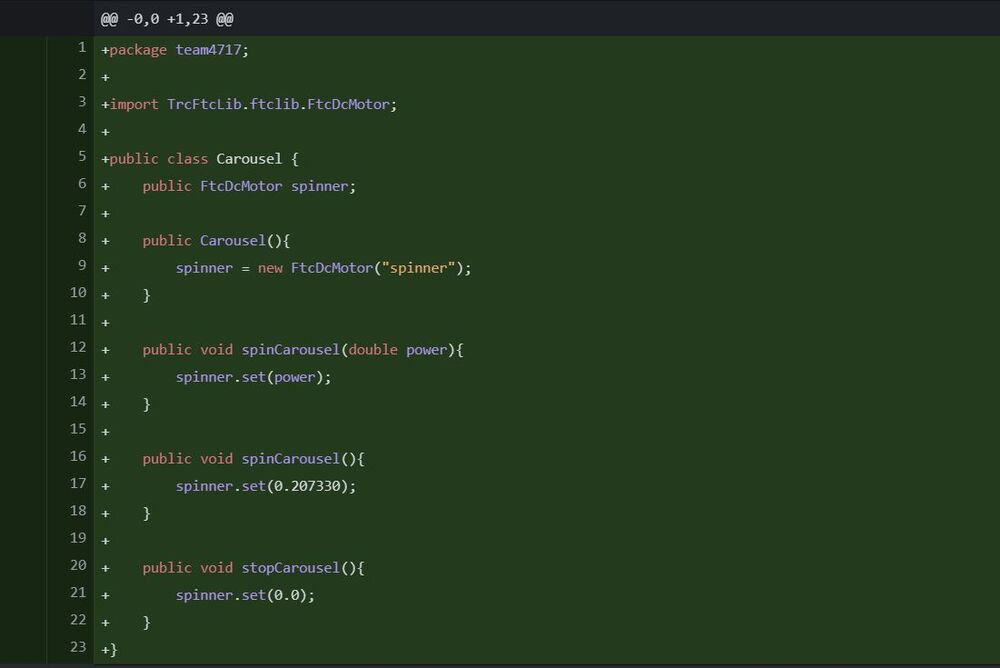 @@ -0,0 +1,23 @@
1 +package team4717;
2 +
3 +import TrcFtcLib.ftclib.FtcDcMotor;
4 +
5 +public class Carousel {
6 +    public FtcDcMotor spinner;
7 +
8 +    public Carousel(){
9 +        spinner = new FtcDcMotor("spinner");
10 +    }
11 +
12 +    public void spinCarousel(double power){
13 +        spinner.set(power);
14 +    }
15 +
16 +    public void spinCarousel(){
17 +        spinner.set(0.207330);
18 +    }
19 +
20 +    public void stopCarousel(){
21 +        spinner.set(0.0);
22 +    }
23 +}